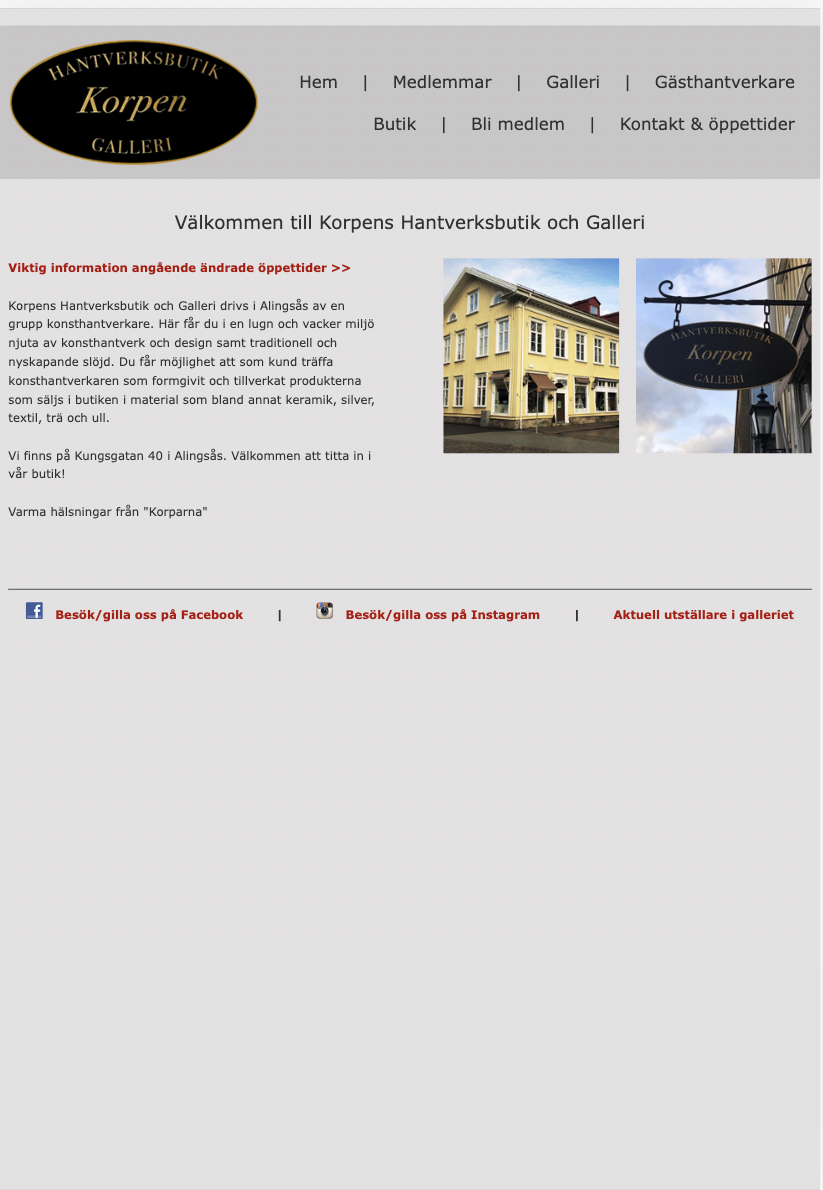 HANTVERKSBUTIK
Korpen
GALLERI
Hem | Medlemmar | Galleri | Gästhantverkare
Butik | Bli medlem | Kontakt & öppettider
Välkommen till Korpens Hantverksbutik och Galleri
Viktig information angående ändrade öppettider >>
Korpens Hantverksbutik och Galleri drivs i Alingsås av en
grupp konsthantverkare. Här får du i en lugn och vacker miljö
njuta av konsthantverk och design samt traditionell och
nyskapande slöjd. Du får möjlighet att som kund träffa
konsthantverkaren som formgivit och tillverkat produkterna
som säljs i butiken i material som bland annat keramik, silver,
textil, trä och ull.
Vi finns på Kungsgatan 40 i Alingsås. Välkommen att titta in i
vår butik!
Varma hälsningar från "Korparna"
HANTVERKSBUTIK
Korpen
GALLERI
Besök/gilla oss på Facebook | Besök/gilla oss på Instagram | Aktuell utställare i galleriet